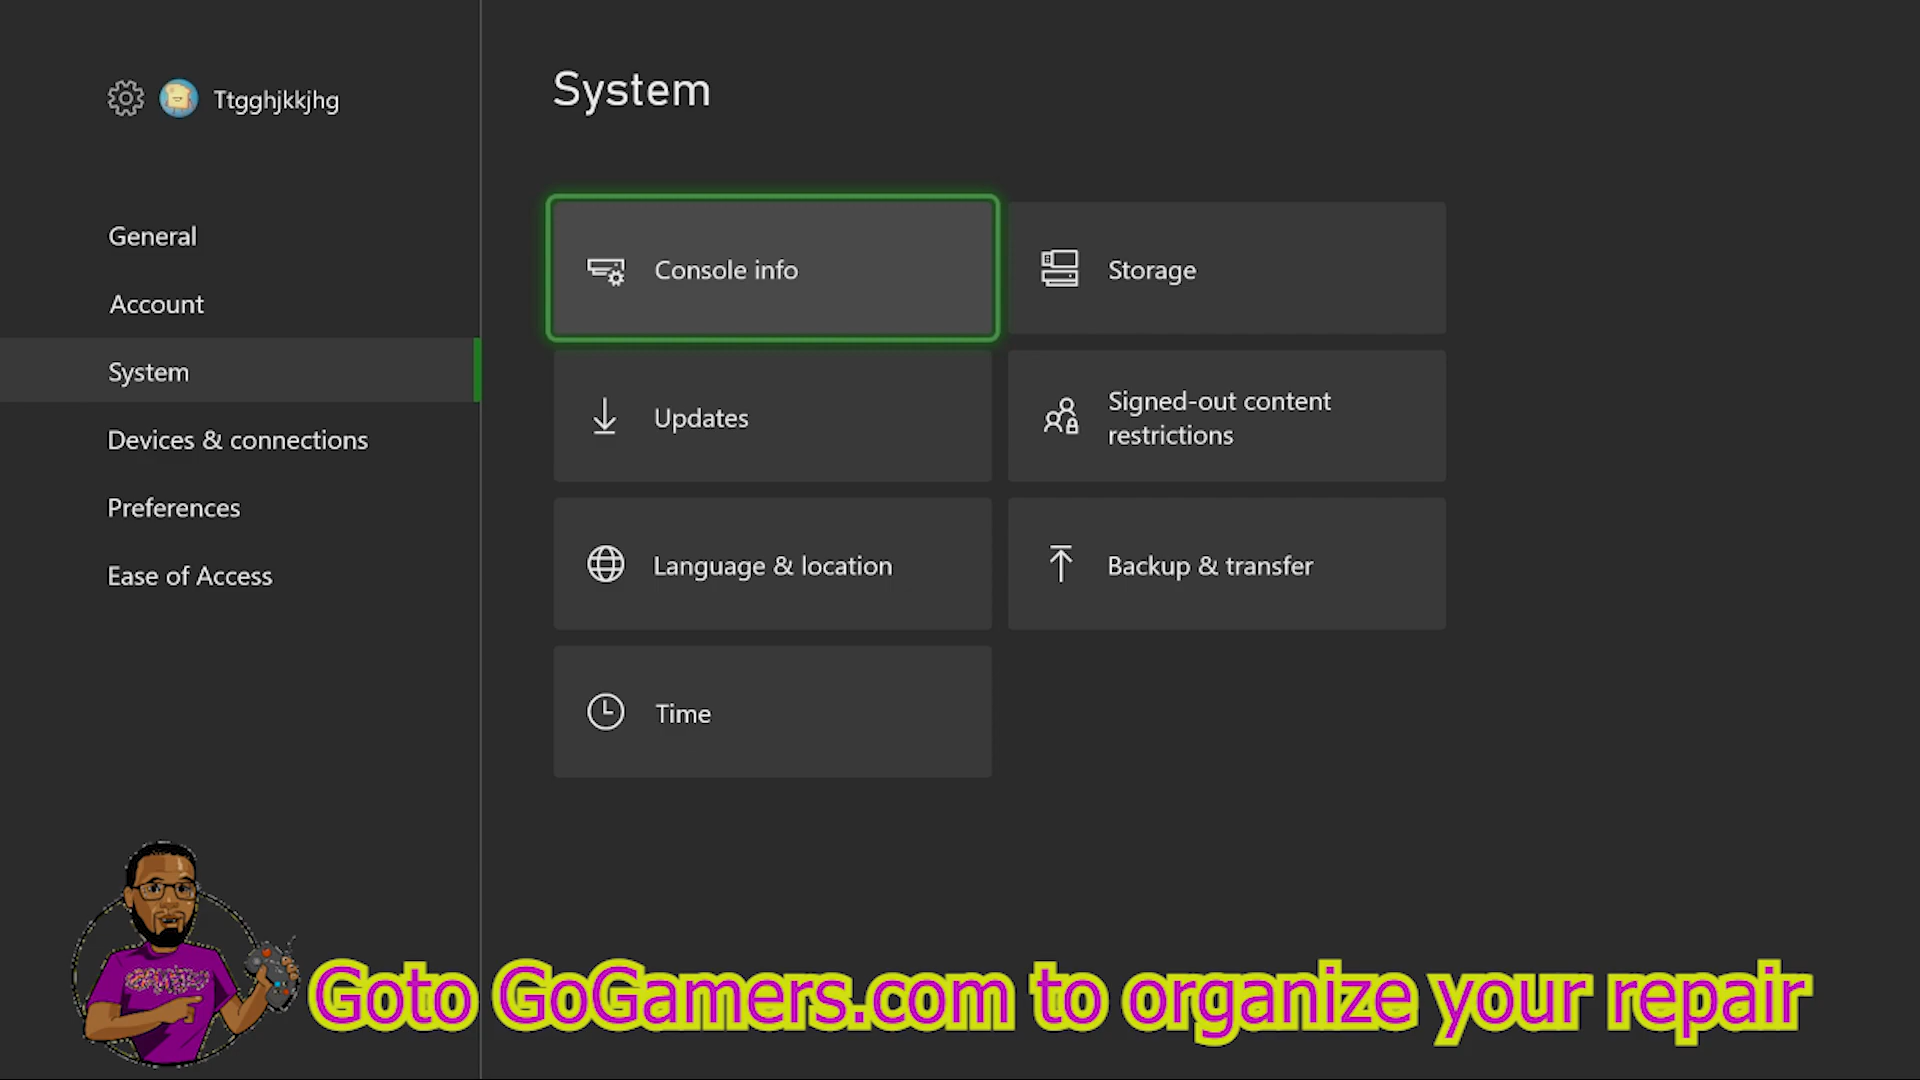 Ttgghjkkjhg
General
Account
System
Devices & connections
Preferences
Ease of Access
System
Console info
Storage
Updates
Signed-out content
restrictions
Language & location
Backup & transfer
Time
Goto GoGamers.com to organize your repair